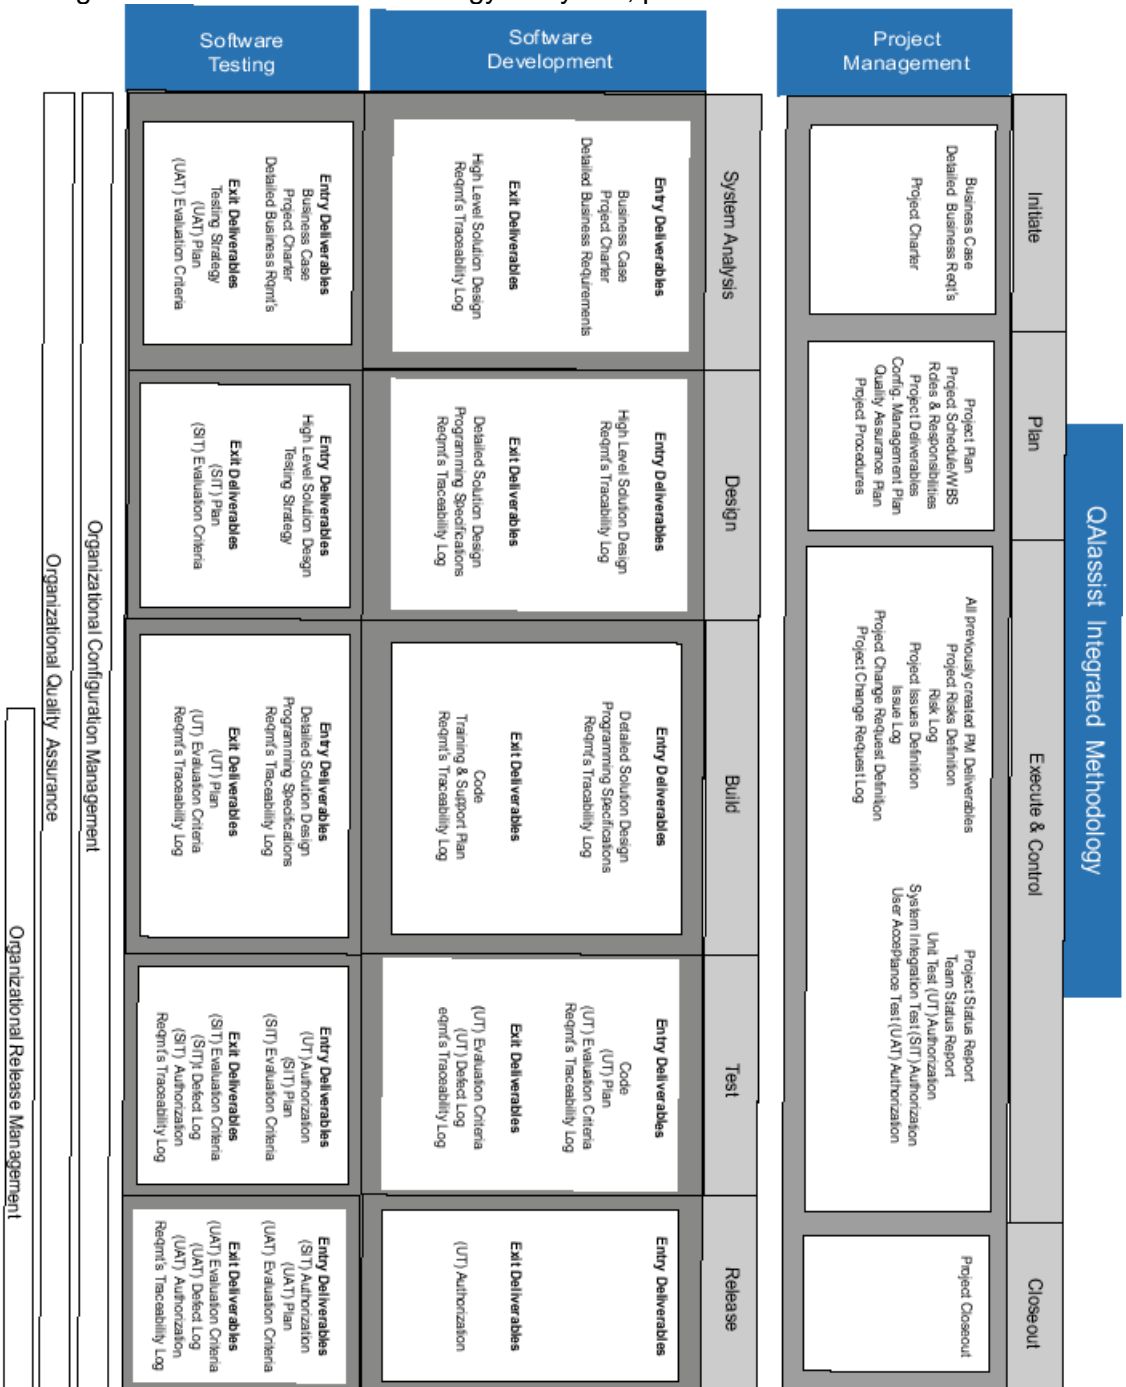 QAIassist Integrated Methodology
Project
Management
Initiate
Business Case
Detailed Business Reqt's
Project Charter
Plan
Project Plan
Project Schedule/WBS
Roles & Responsibilities
Project Deliverables
Config. Management Plan
Quality Assurance Plan
Project Procedures
Execute & Control
All previously created PM Deliverables
Project Risks Definition
Risk Log
Project Issues Definition
Issue Log
Project Change Request Definition
Project Change Request Log
Project Status Report
Team Status Report
Unit Test (UT) Authorization
System Integration Test (SIT) Authorization
User Acceptance Test (UAT) Authorization
Closeout
Project Closeout
Software
Development
System Analysis
Entry Deliverables
Business Case
Project Charter
Detailed Business Requirements
Exit Deliverables
High Level Solution Design
Reqmt's Traceability Log
Design
Entry Deliverables
High Level Solution Design
Reqmt's Tracability Log
Exit Deliverables
Detailed Solution Design
Programming Specifications
Reqmt's Traceability Log
Build
Entry Deliverables
Detailed Solution Design
Programming Specifications
Reqmt's Tracability Log
Exit Deliverables
Code
Training & Support Plan
Reqmt's Traceability Log
Test
Entry Deliverables
Code
(UT) Plan
(UT) Evaluation Criteria
Reqmt's Traceability Log
Exit Deliverables
(UT) Evaluation Criteria
(UT) Defect Log
eqmt's Traceability Log
Release
Entry Deliverables
Exit Deliverables
(UT) Authorization
Software
Testing
Entry Deliverables
Business Case
Project Charter
Detailed Business Rqmt's
Exit Deliverables
Testing Strategy
(UAT) Plan
(UAT) Evaluation Criteria
Entry Deliverables
High Level Solution Design
Testing Strategy
Exit Deliverables
(SIT) Plan
(SIT) Evaluation Criteria
Entry Deliverables
Detailed Solution Design
Programming Specifications
Reqmt's Traceability Log
Exit Deliverables
(UT) Plan
(UT) Evaluation Criteria
Reqmt's Traceability Log
Entry Deliverables
(UT) Authorization
(SIT) Plan
(SIT) Evaluation Criteria
Exit Deliverables
(SIT) Evaluation Criteria
(SIT)t Defect Log
(SIT) Authorization
Reqmt's Traceability Log
Entry Deliverables
(SIT) Authorization
(UAT) Plan
(UAT) Evaluation Criteria
Exit Deliverables
(UAT) Evaluation Criteria
(UAT) Defect Log
(UAT) Authorization
Reqmt's Traceability Log
Organizational Configuration Management
Organizational Quality Assurance
Organizational Release Management